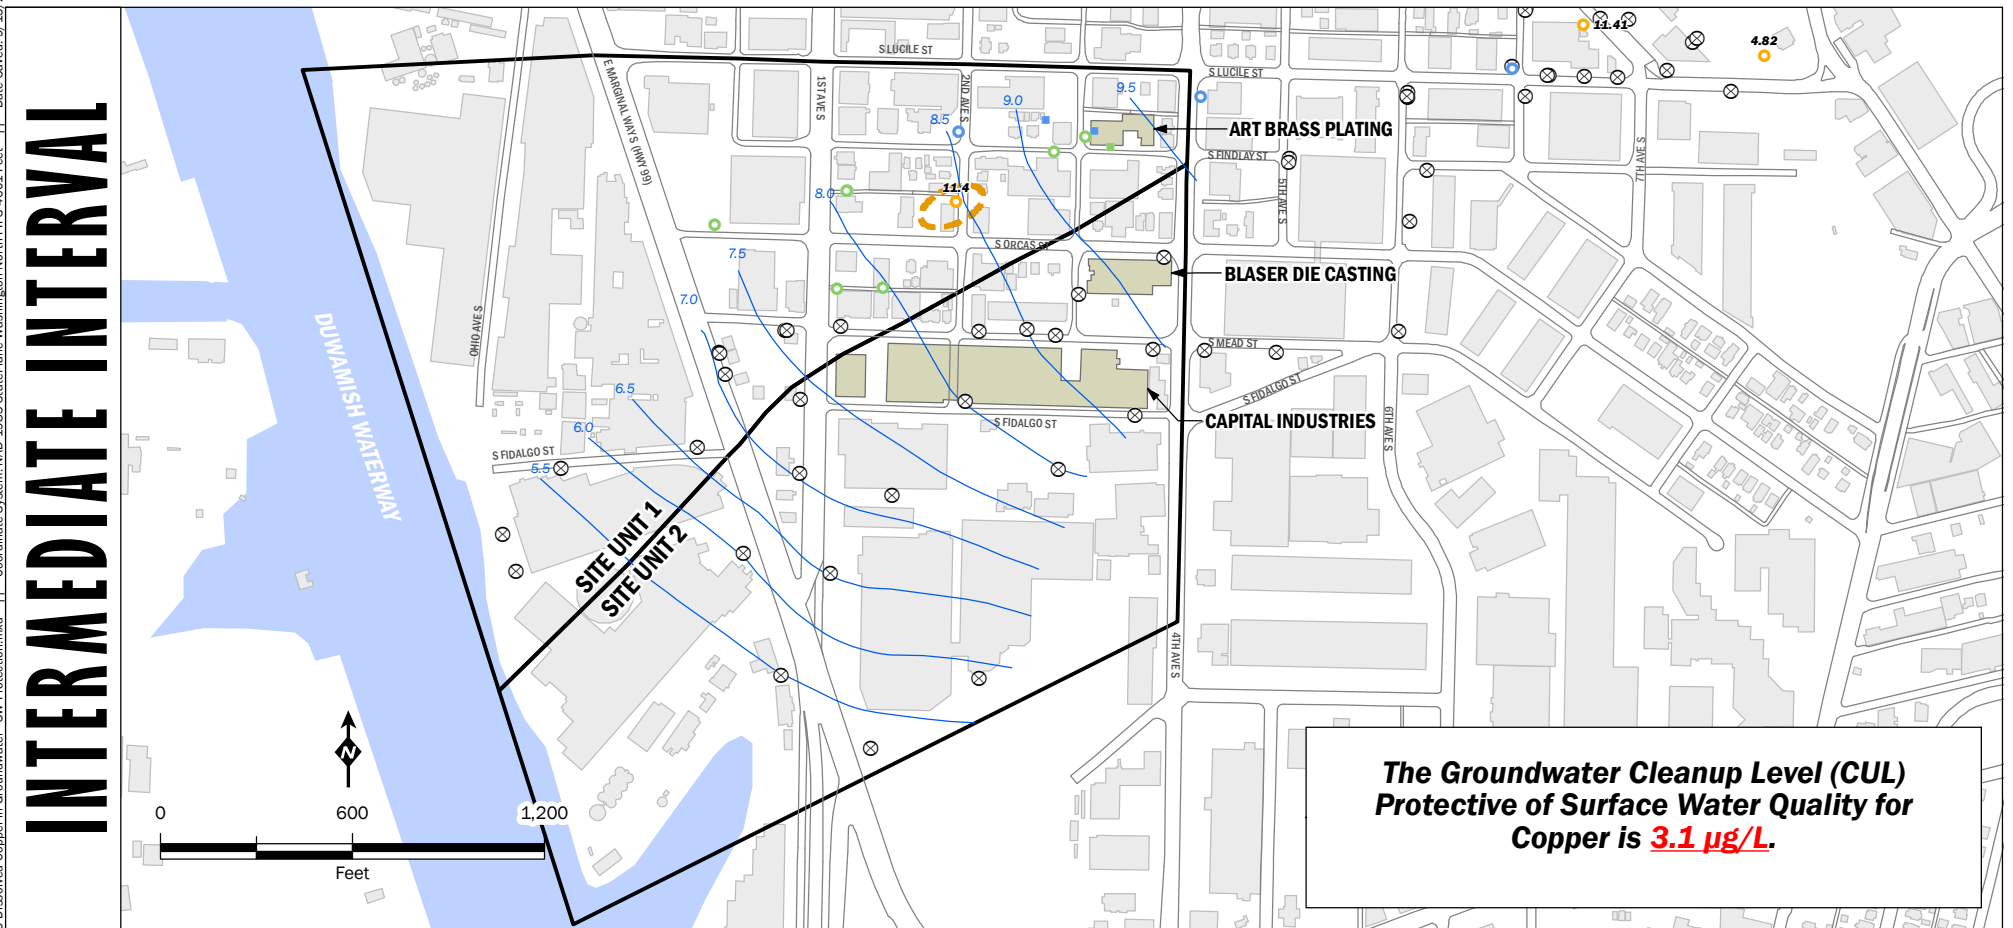 INTERMEDIATE INTERVAL
S LUCILE ST
11.41
4.82
E MARGINAL WAY S (HWY 99)
1ST AVE S
2ND AVE S
9.0
9.5
S LUCILE ST
8.5
ART BRASS PLATING
S FINDLAY ST
7TH AVE S
8.0
11.4
5TH AVE S
S ORCAS ST
7.5
BLASER DIE CASTING
7.0
OHIO AVE S
DUWAMISH WATERWAY
S MEAD ST
6.5
S FIDALGO ST
6.0
S FIDALGO ST
CAPITAL INDUSTRIES
6TH AVE S
S FIDALGO ST
5.5
SITE UNIT 1
SITE UNIT 2
4TH AVE S
N
0 600 1,200
Feet
The Groundwater Cleanup Level (CUL)
Protective of Surface Water Quality for
Copper is 3.1 µg/L.